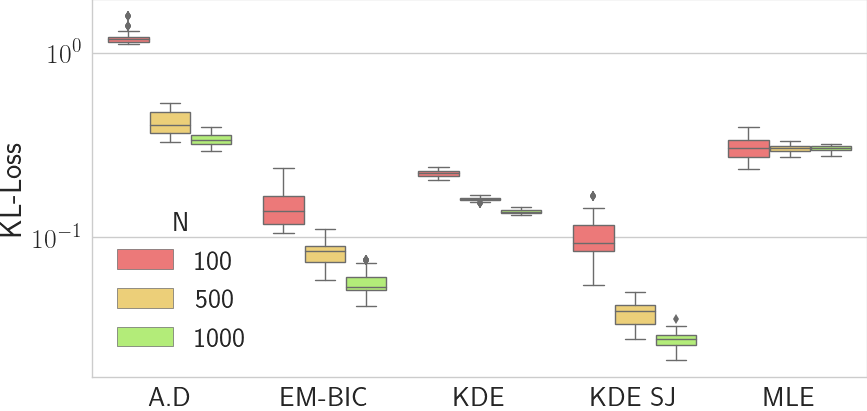 KL-Loss
10^0
10^{-1}
N
100
500
1000
A.D
EM-BIC
KDE
KDE SJ
MLE